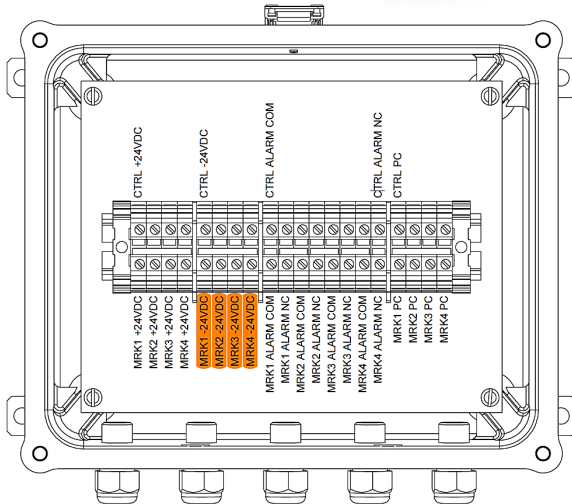 CTRL +24VDC
CTRL -24VDC
CTRL ALARM COM
CTRL ALARM NC
CTRL PC
MRK1 +24VDC
MRK2 +24VDC
MRK3 +24VDC
MRK4 +24VDC
MRK1 -24VDC
MRK2 -24VDC
MRK3 -24VDC
MRK4 -24VDC
MRK1 ALARM COM
MRK1 ALARM NC
MRK2 ALARM COM
MRK2 ALARM NC
MRK3 ALARM COM
MRK3 ALARM NC
MRK4 ALARM COM
MRK4 ALARM NC
MRK1 PC
MRK2 PC
MRK3 PC
MRK4 PC